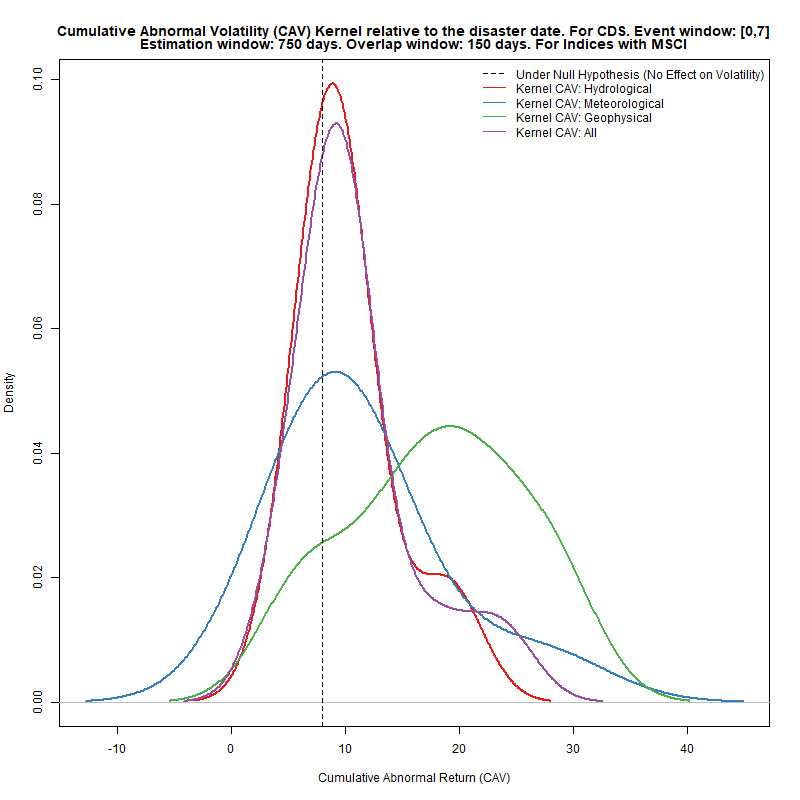 Cumulative Abnormal Volatility (CAV) Kernel relative to the disaster date. For CDS. Event window: [0,7]
Estimation window: 750 days. Overlap window: 150 days. For Indices with MSCI
Under Null Hypothesis (No Effect on Volatility)
Kernel CAV: Hydrological
Kernel CAV: Meteorological
Kernel CAV: Geophysical
Kernel CAV: All
0.10
0.08
0.06
0.04
0.02
0.00
Density
-10 0 10 20 30 40
Cumulative Abnormal Return (CAV)